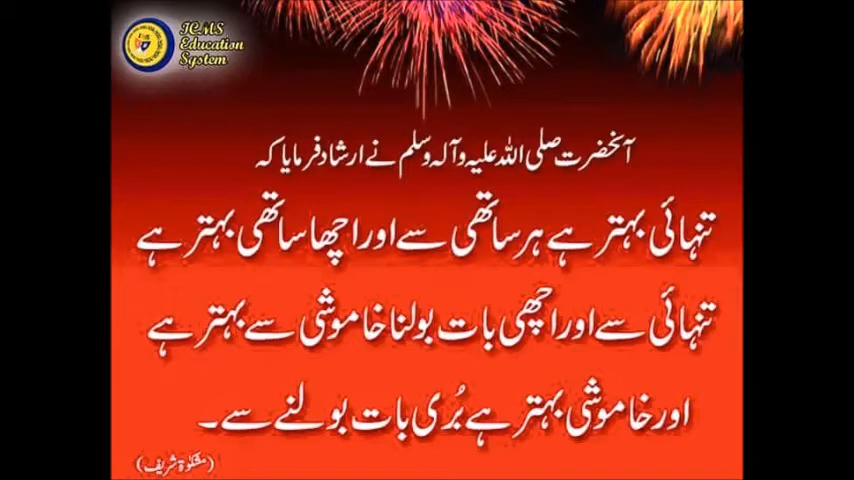 ICMS
Education
System
آنحضرت صلی اللہ علیہ وآلہ وسلم نے ارشاد فرمایا کہ
تنہائی بہتر ہے ہر ساتھی سے اور اچھا ساتھی بہتر ہے
تنہائی سے اور اچھی بات بولنا خاموشی سے بہتر ہے
اور خاموشی بہتر ہے بُری بات بولنے سے۔
(مشکوٰۃ شریف)